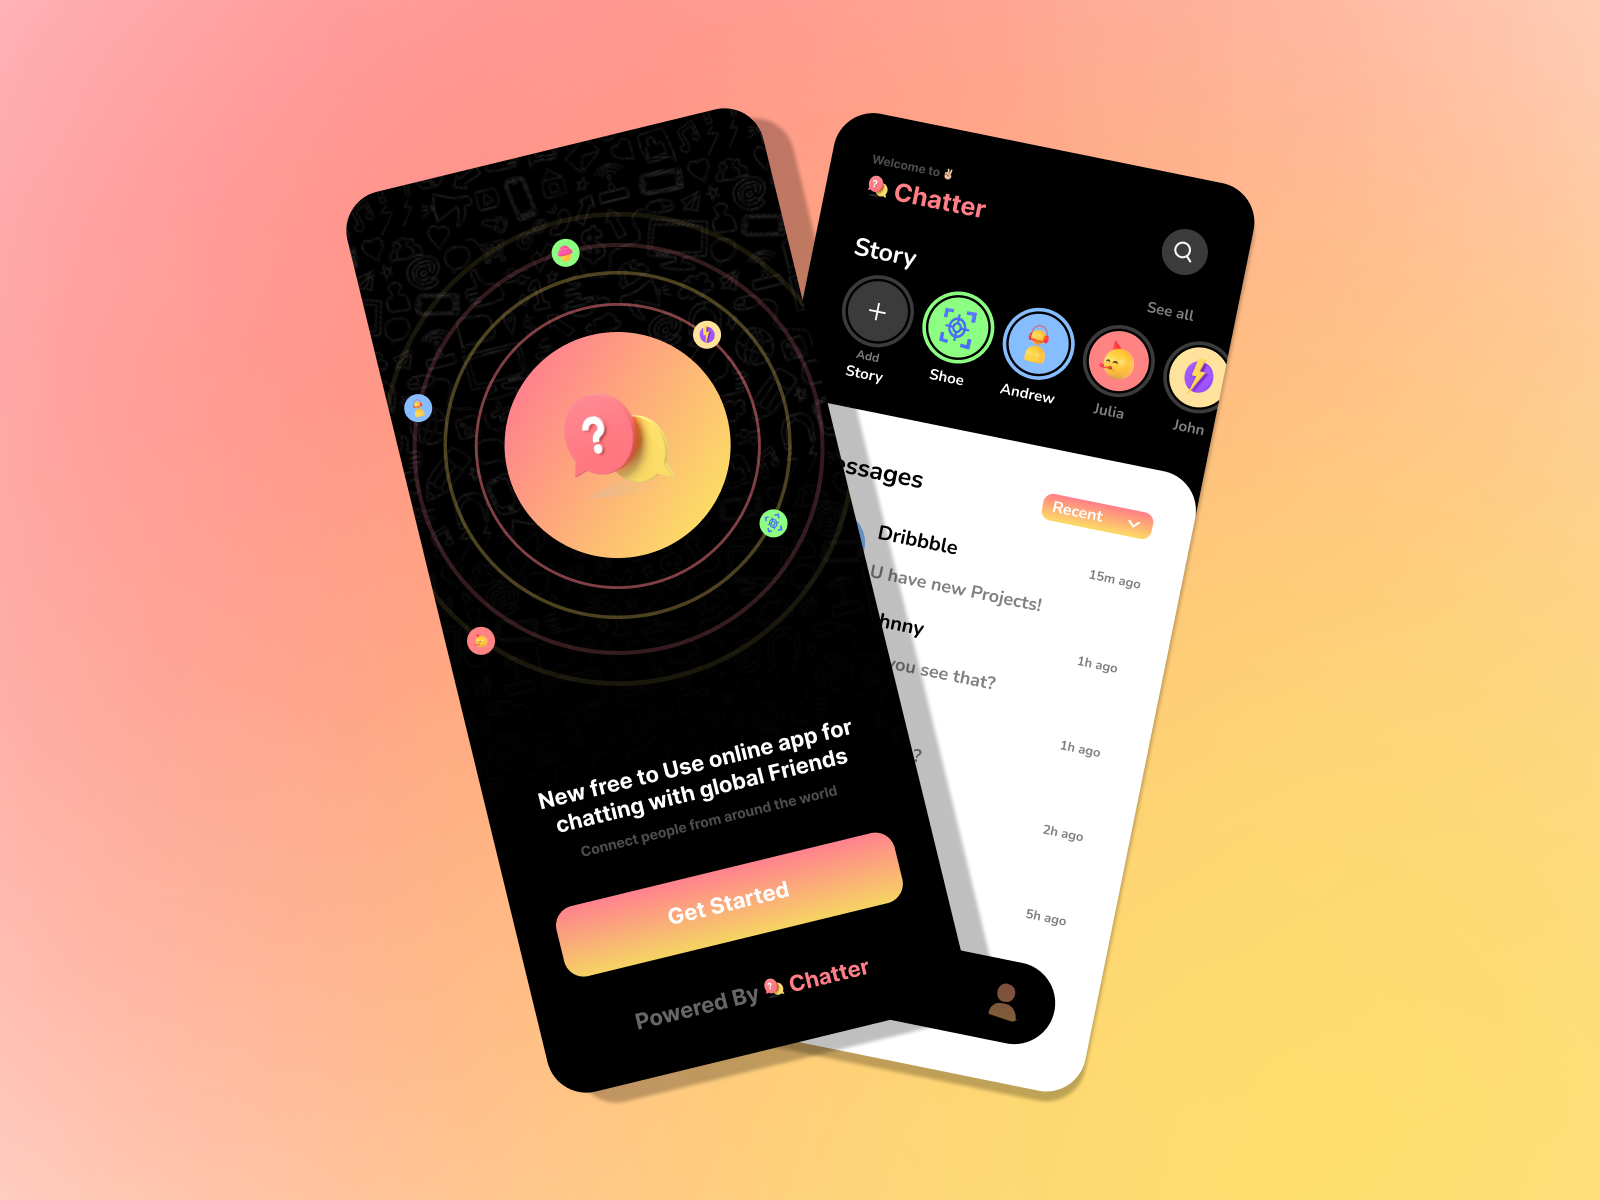 New free to Use online app for
chatting with global Friends
Connect people from around the world
Get Started
Powered By Chatter
Welcome to
Chatter
Story
See all
Add
Story
Shoe
Andrew
Julia
John
essages
Recent
Dribbble
15m ago
U have new Projects!
hnny
1h ago
you see that?
1h ago
?
2h ago
5h ago